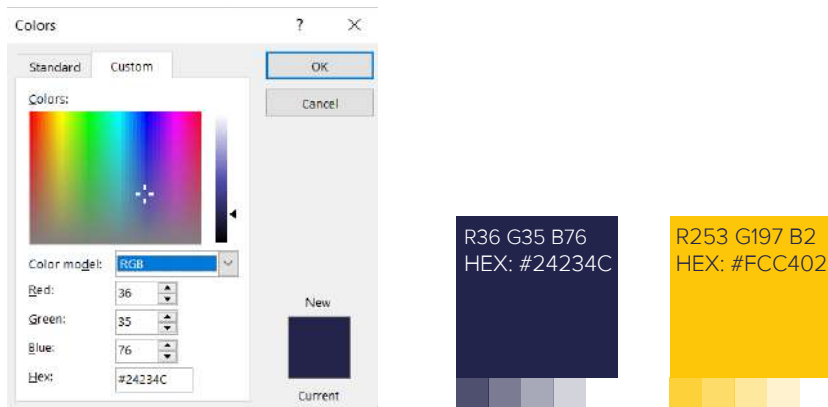 Colors ?
Standard Custom
OK
Cancel
Colors:
Color model: RGB
Red: 36
Green: 35
Blue: 76
Hex: #24234C
New
Current
R36 G35 B76
HEX: #24234C
R253 G197 B2
HEX: #FCC402